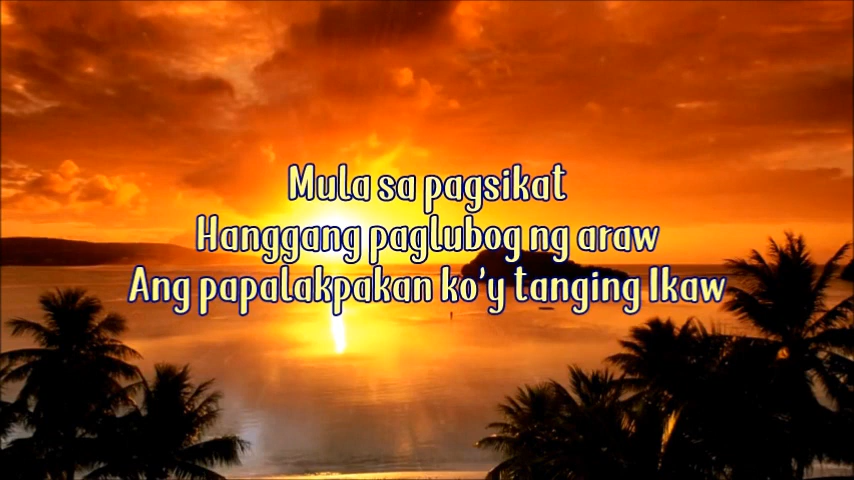 Mula sa pagsikat
Hanggang paglubog ng araw
Ang papalakpakan ko'y tanging Ikaw